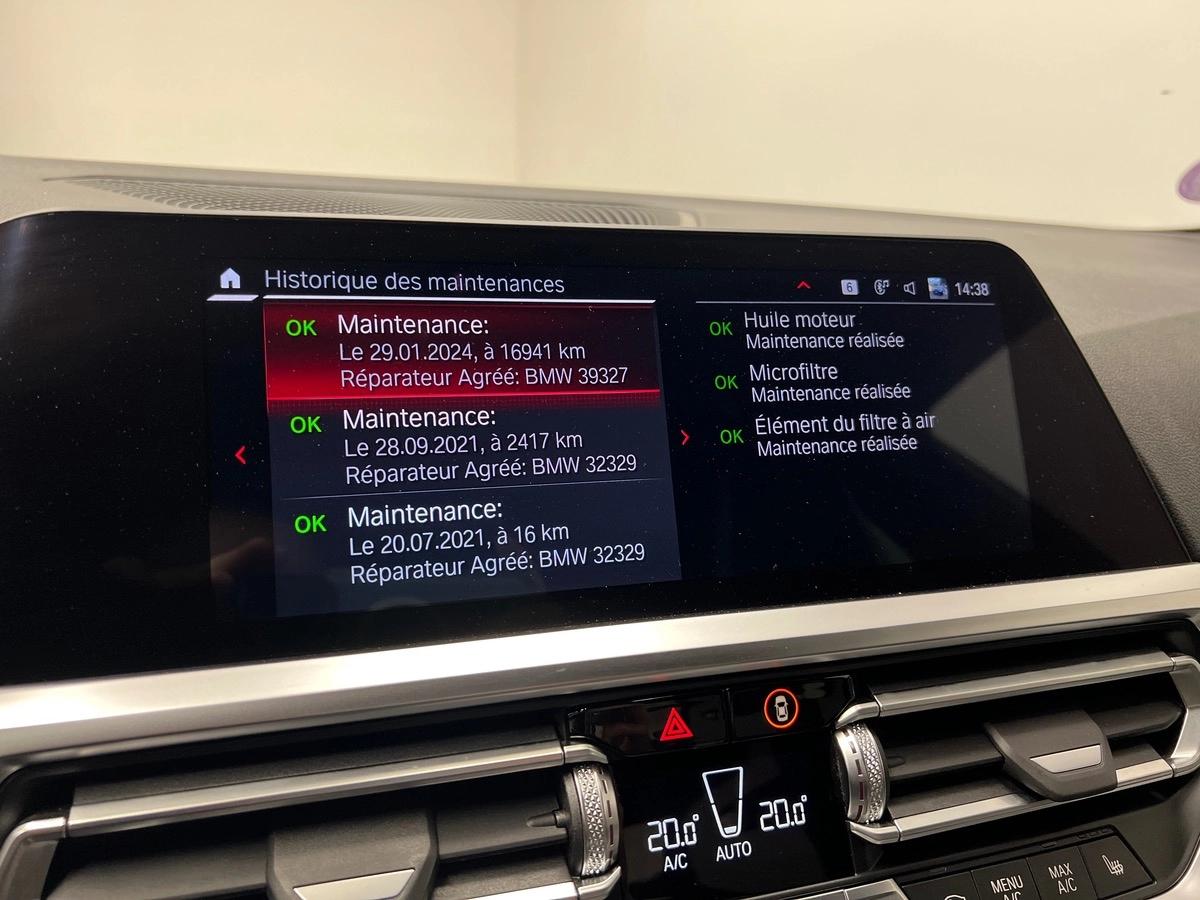 Historique des maintenances
6
14:38
OK Maintenance:
Le 29.01.2024, à 16941 km
Réparateur Agréé: BMW 39327
OK Maintenance:
Le 28.09.2021, à 2417 km
Réparateur Agréé: BMW 32329
OK Maintenance:
Le 20.07.2021, à 16 km
Réparateur Agréé: BMW 32329
OK Huile moteur
Maintenance réalisée
OK Microfiltre
Maintenance réalisée
OK Élément du filtre à air
Maintenance réalisée
20.0°
A/C
AUTO
20.0°
MENU
A/C
MAX
A/C